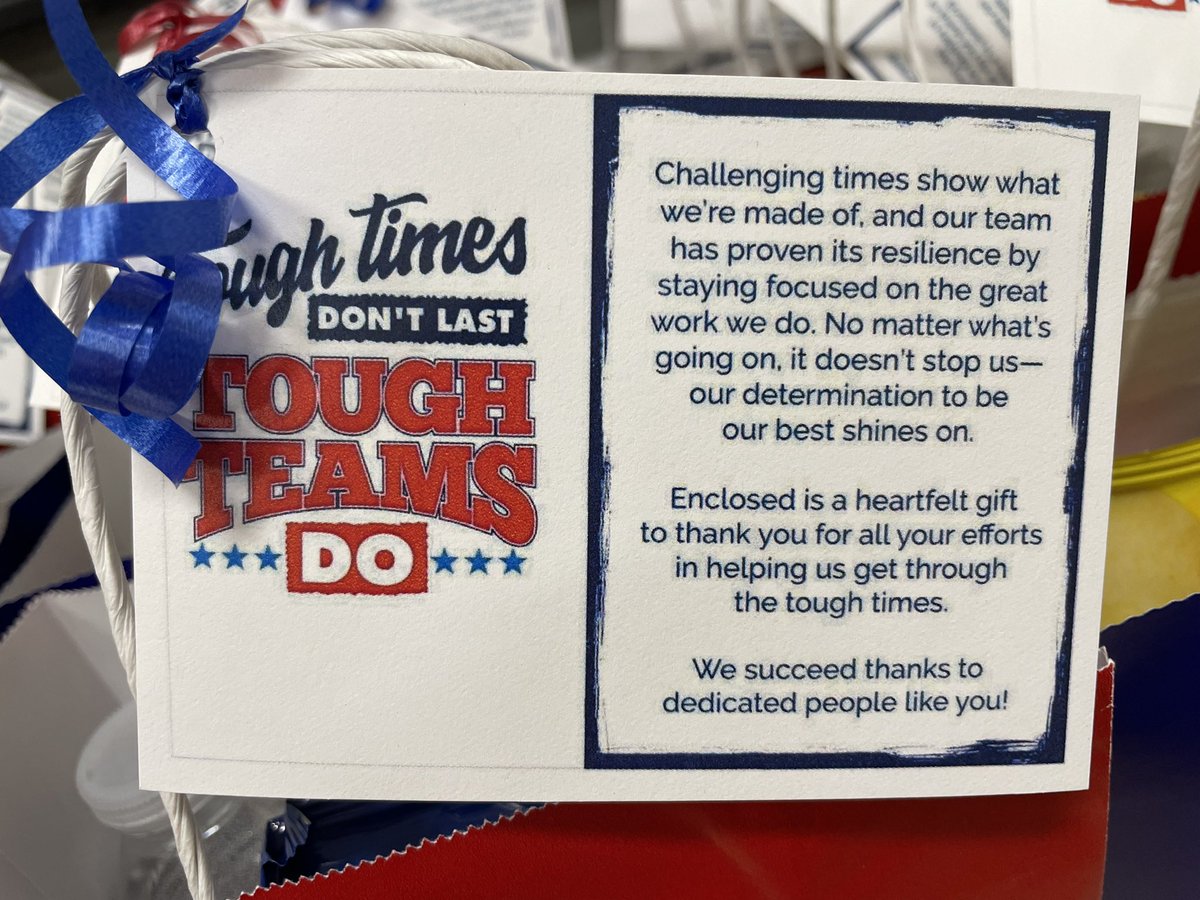 Tough times
DON'T LAST
TOUGH
TEAMS
DO
Challenging times show what
we're made of, and our team
has proven its resilience by
staying focused on the great
work we do. No matter what's
going on, it doesn't stop us—
our determination to be
our best shines on.
Enclosed is a heartfelt gift
to thank you for all your efforts
in helping us get through
the tough times.
We succeed thanks to
dedicated people like you!